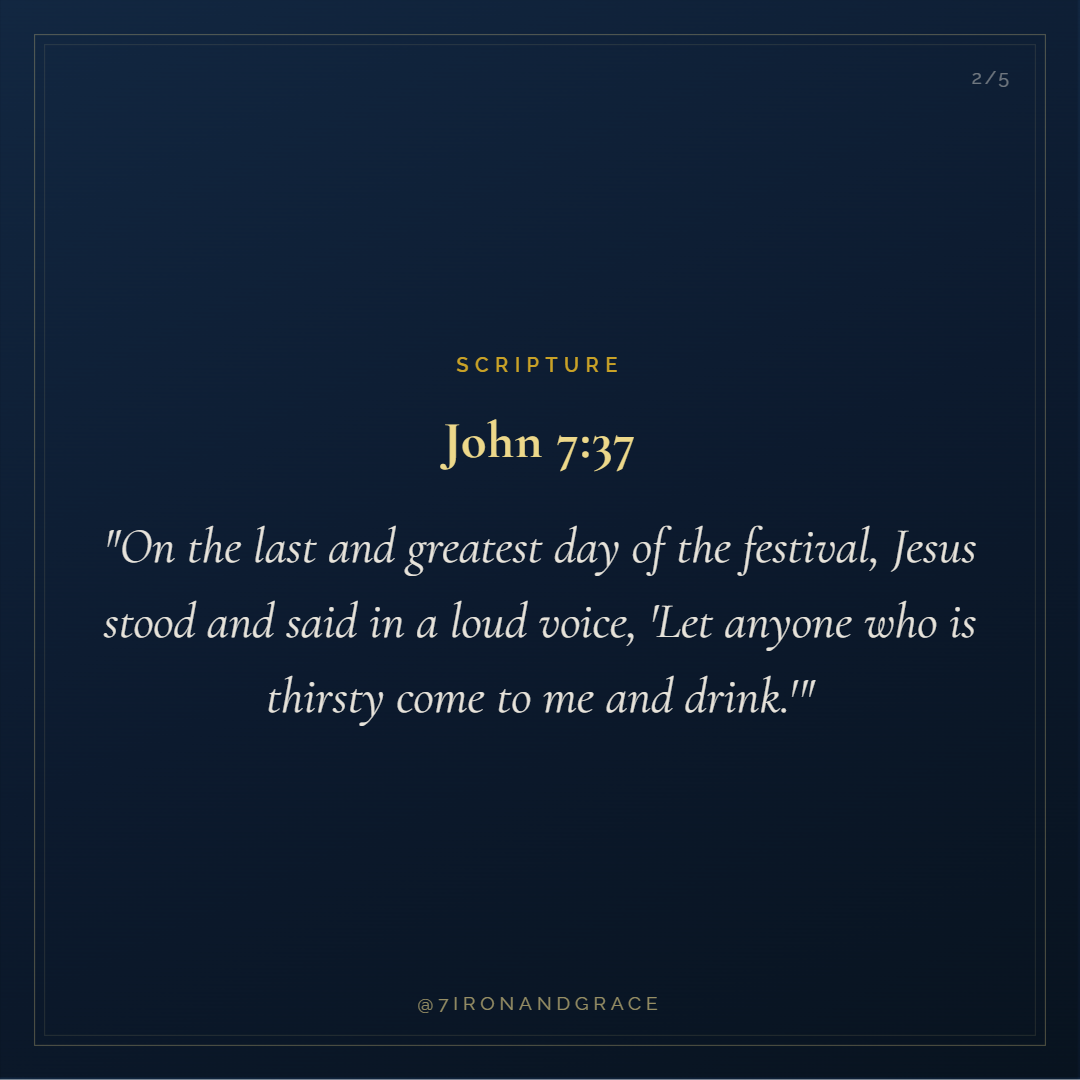 2/5
SCRIPTURE
John 7:37
"On the last and greatest day of the festival, Jesus
stood and said in a loud voice, 'Let anyone who is
thirsty come to me and drink.'"
@7IRONANDGRACE